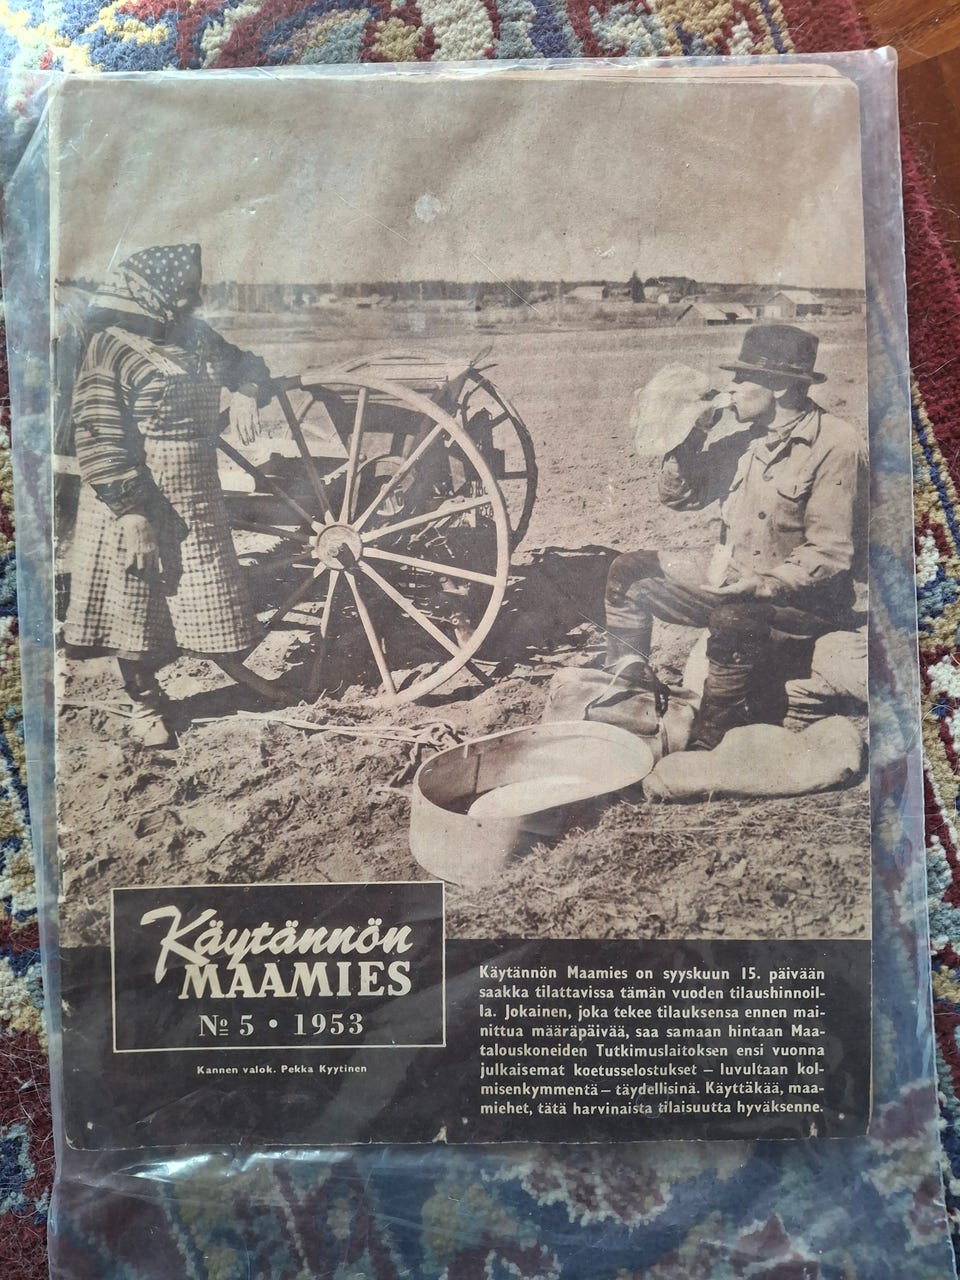 Käytännön
MAAMIES
№ 5 • 1953
Kannen valok. Pekka Kyytinen
Käytännön Maamies on syyskuun 15. päivään
saakka tilattavissa tämän vuoden tilaushinnoil-
la. Jokainen, joka tekee tilauksensa ennen mai-
nittua määräpäivää, saa samaan hintaan Maa-
talouskoneiden Tutkimuslaitoksen ensi vuonna
julkaisemat koetusselostukset — luvultaan kol-
misenkymmentä — täydellisinä. Käyttäkää, maa-
miehet, tätä harvinaista tilaisuutta hyväksenne.